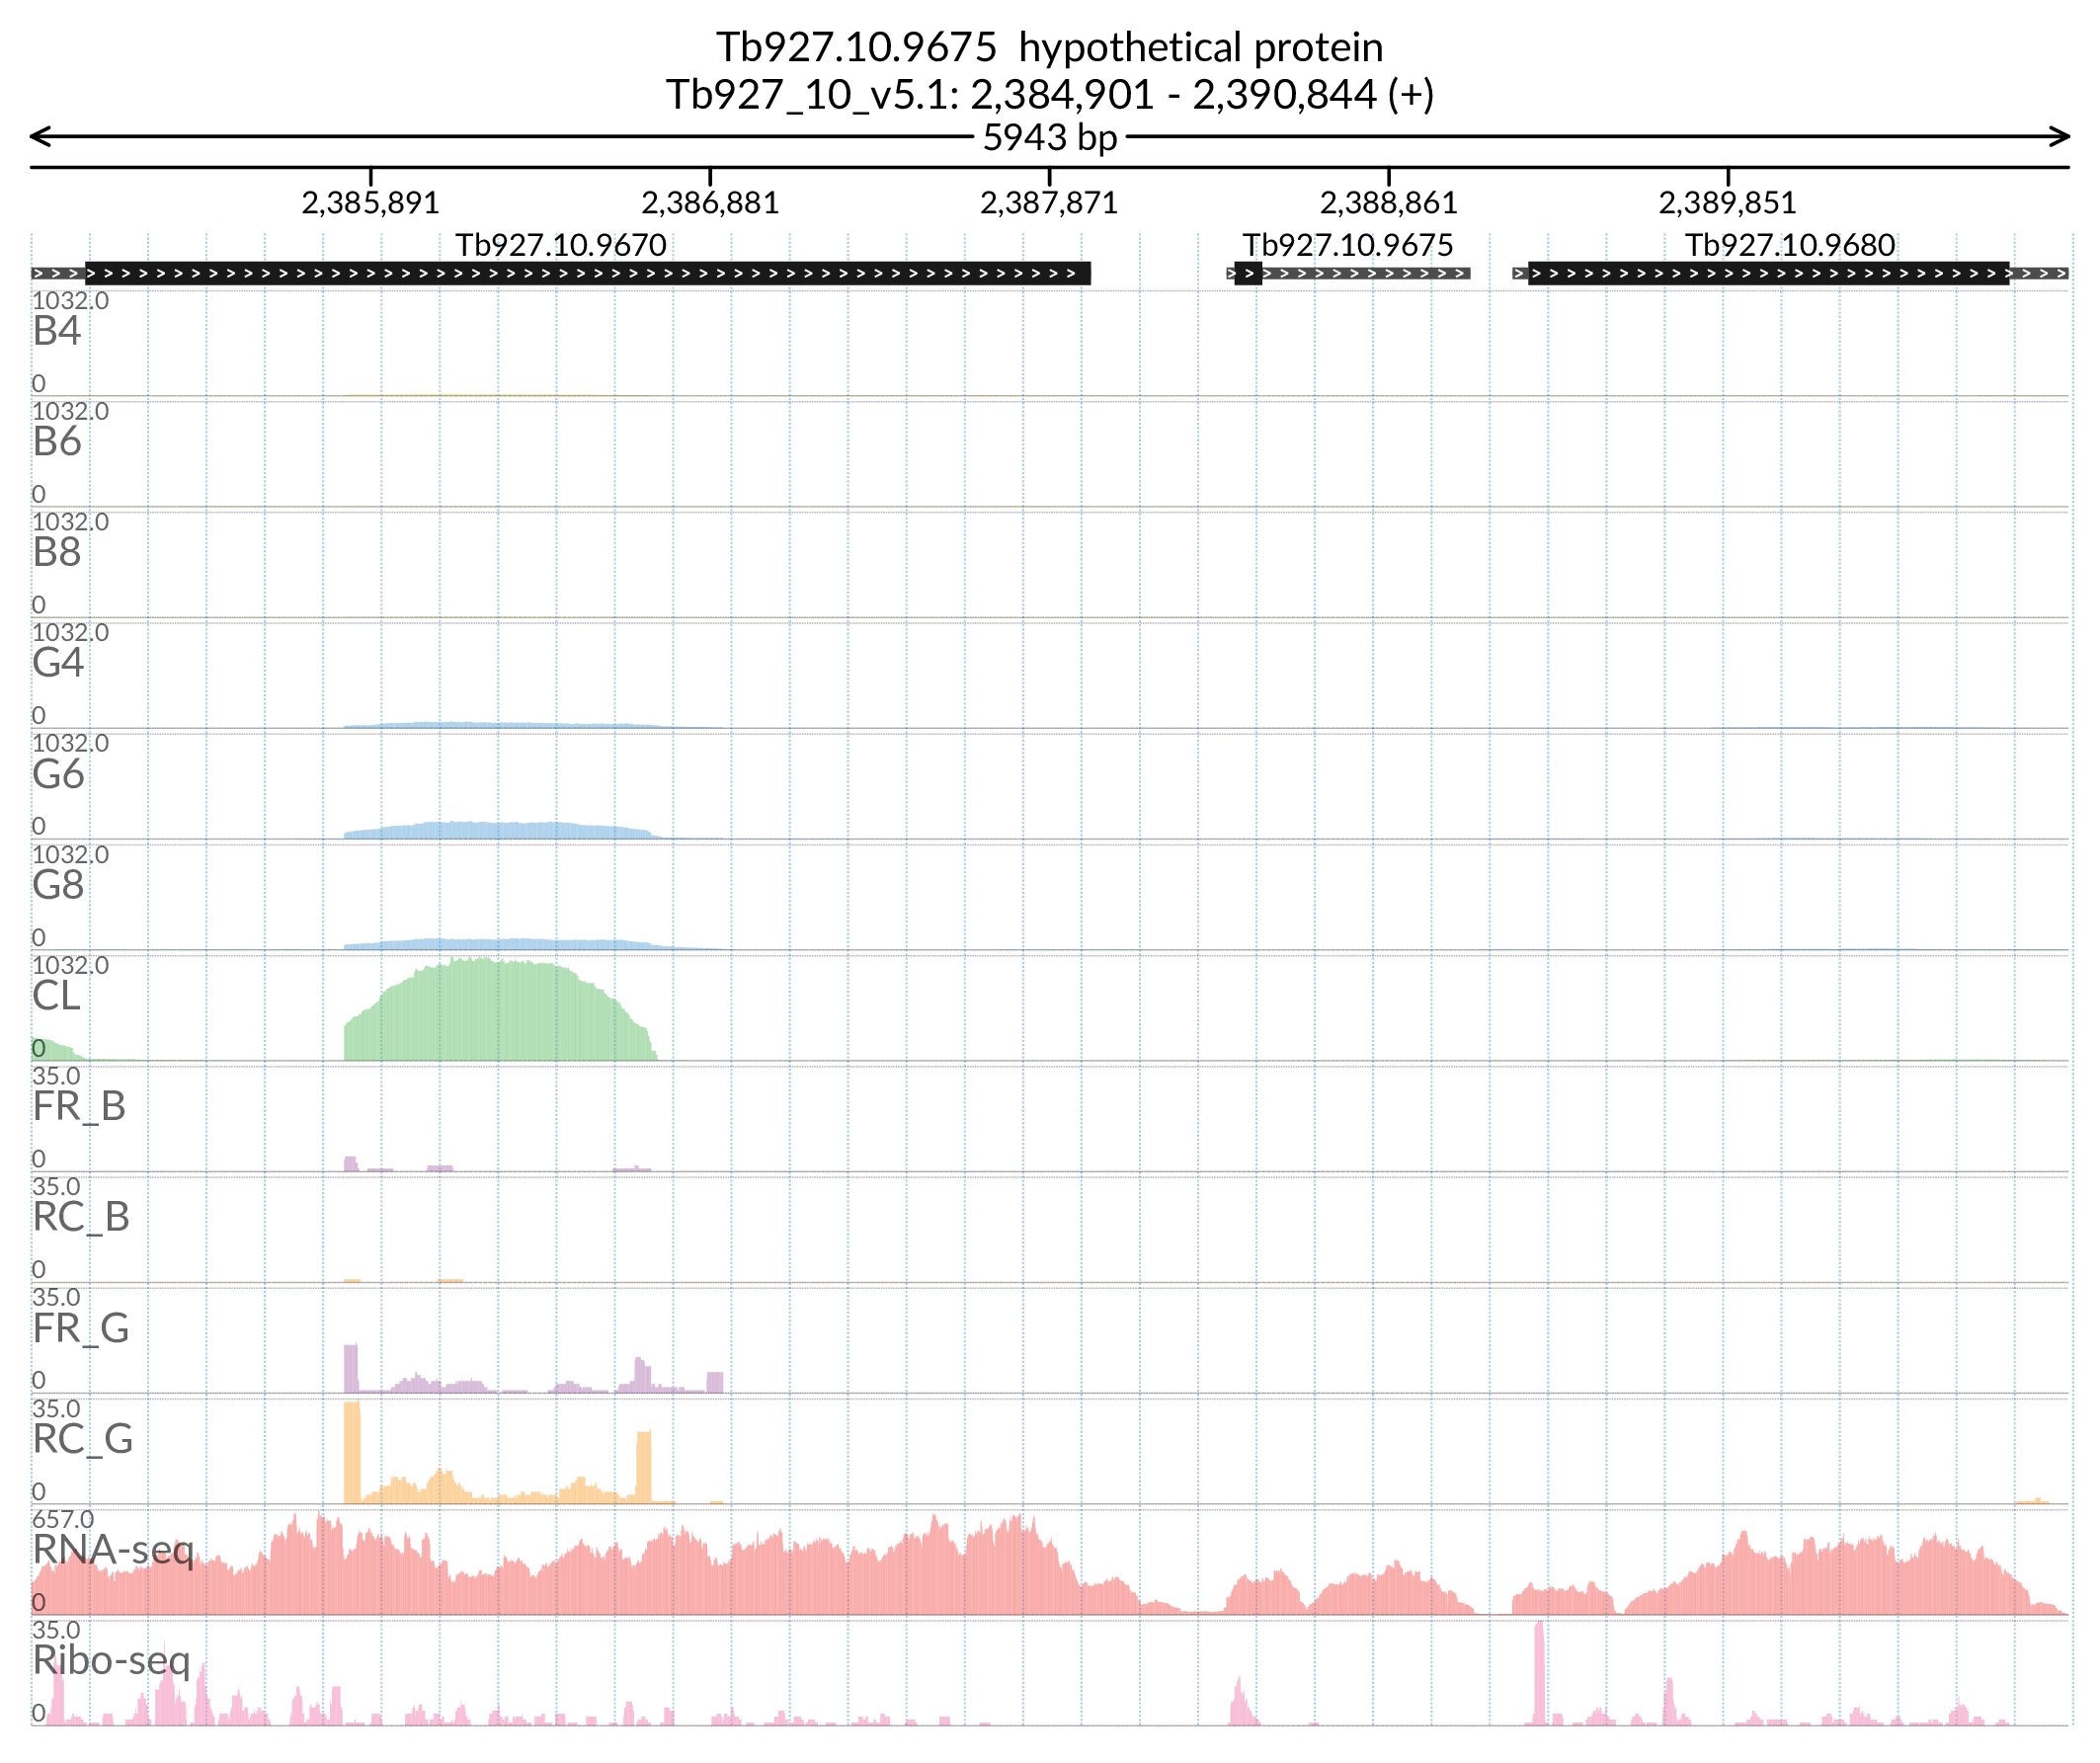 Tb927.10.9675 hypothetical protein
Tb927_10_v5.1: 2,384,901 - 2,390,844 (+)
5943 bp
2,385,891 2,386,881 2,387,871 2,388,861 2,389,851
Tb927.10.9670 Tb927.10.9675 Tb927.10.9680
1032.0
B4
0
1032.0
B6
0
1032.0
B8
0
1032.0
G4
0
1032.0
G6
0
1032.0
G8
0
1032.0
CL
0
35.0
FR_B
0
35.0
RC_B
0
35.0
FR_G
0
35.0
RC_G
0
657.0
RNA-seq
0
35.0
Ribo-seq
0